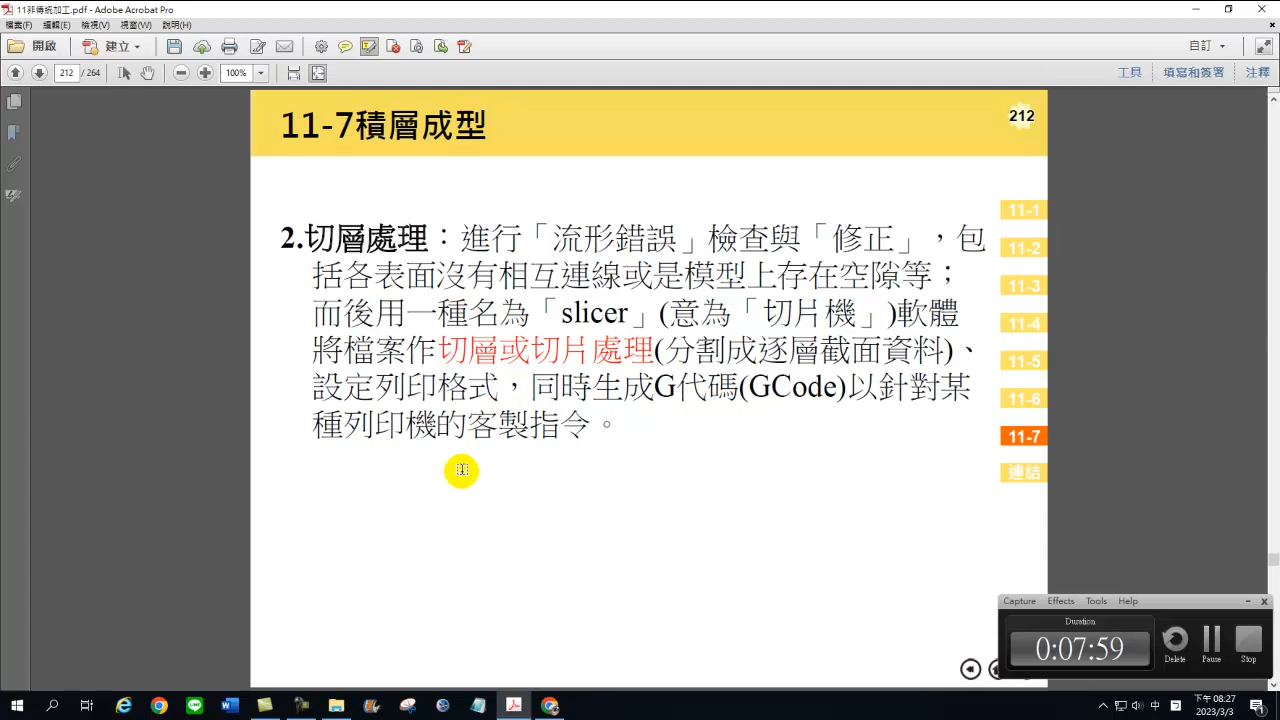 11非傳統加工.pdf - Adobe Acrobat Pro
檔案(F) 編輯(E) 檢視(V) 視窗(W) 說明(H)
開啟 建立 自訂
212 / 264 100% 工具 填寫和簽署 注釋
11-7積層成型
212
2.切層處理：進行「流形錯誤」檢查與「修正」，包
括各表面沒有相互連線或是模型上存在空隙等；
而後用一種名為「slicer」(意為「切片機」)軟體
將檔案作切層或切片處理(分割成逐層截面資料)、
設定列印格式，同時生成G代碼(GCode)以針對某
種列印機的客製指令。
11-1
11-2
11-3
11-4
11-5
11-6
11-7
連結
Capture Effects Tools Help
Duration
0:07:59
Delete Pause Stop
中
下午 08:27
2023/3/3
1